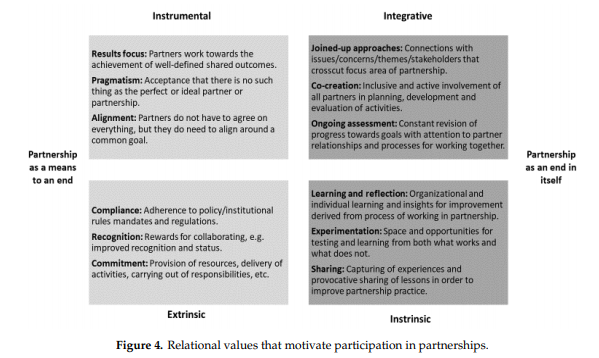 Instrumental
Integrative
Results focus: Partners work towards the
achievement of well-defined shared outcomes.
Pragmatism: Acceptance that there is no such
thing as the perfect or ideal partner or
partnership.
Alignment: Partners do not have to agree on
everything, but they do need to align around a
common goal.
Joined-up approaches: Connections with
issues/concerns/themes/stakeholders that
crosscut focus area of partnership.
Co-creation: Inclusive and active involvement of
all partners in planning, development and
evaluation of activities.
Ongoing assessment: Constant revision of
progress towards goals with attention to partner
relationships and processes for working together.
Partnership
as a means
to an end
Partnership
as an end in
itself
Compliance: Adherence to policy/institutional
rules mandates and regulations.
Recognition: Rewards for collaborating, e.g.
improved recognition and status.
Commitment: Provision of resources, delivery of
activities, carrying out of responsibilities, etc.
Learning and reflection: Organizational and
individual learning and insights for improvement
derived from process of working in partnership.
Experimentation: Space and opportunities for
testing and learning from both what works and
what does not.
Sharing: Capturing of experiences and
provocative sharing of lessons in order to
improve partnership practice.
Extrinsic
Instrinsic
Figure 4. Relational values that motivate participation in partnerships.